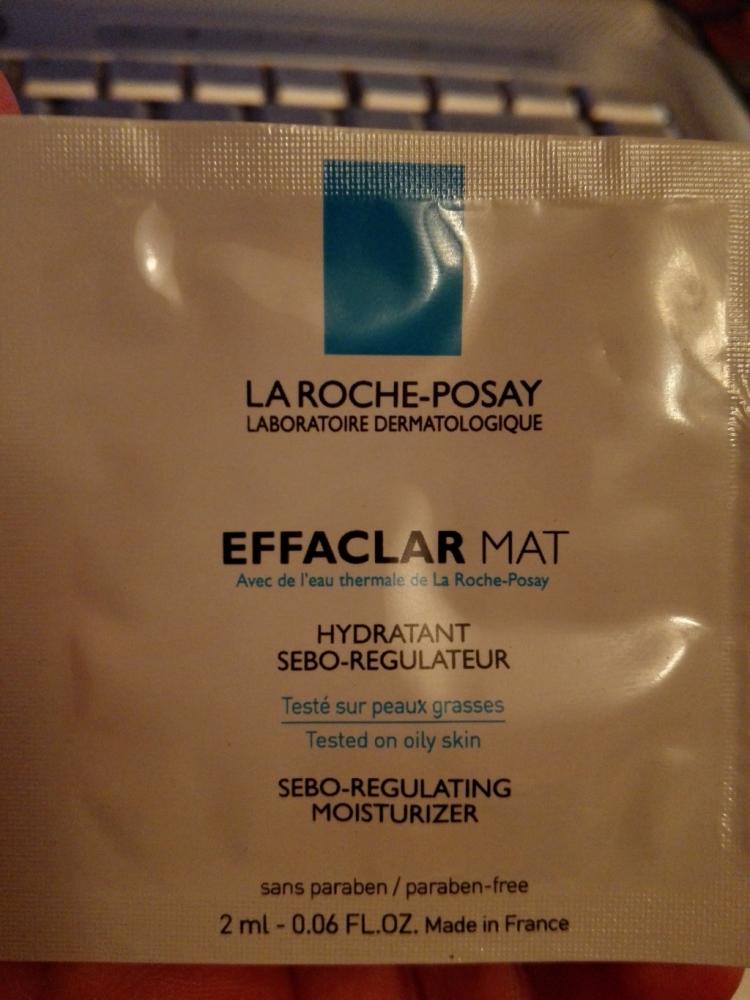 LA ROCHE-POSAY
LABORATOIRE DERMATOLOGIQUE
EFFACLAR MAT
Avec de l'eau thermale de La Roche-Posay
HYDRATANT
SEBO-REGULATEUR
Testé sur peaux grasses
Tested on oily skin
SEBO-REGULATING
MOISTURIZER
sans paraben / paraben-free
2 ml - 0.06 FL.OZ. Made in France